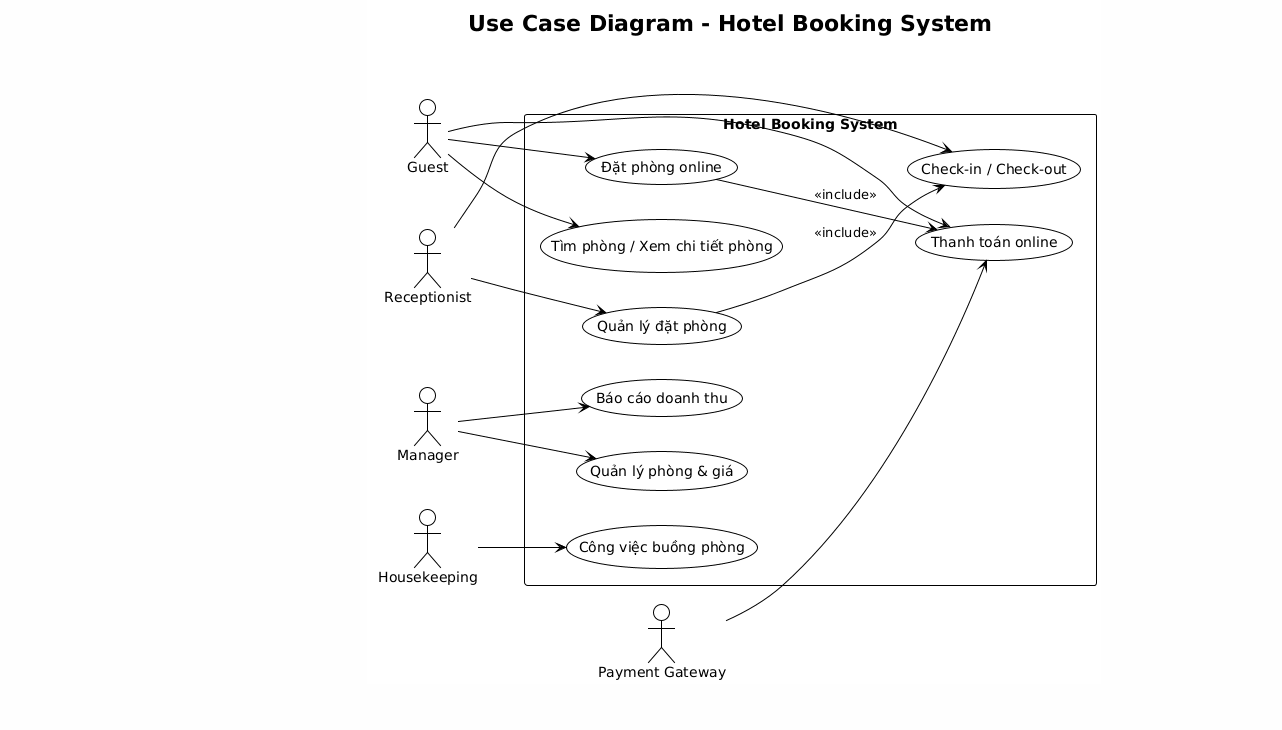 Use Case Diagram - Hotel Booking System
Hotel Booking System
Guest
Đặt phòng online
Check-in / Check-out
«include»
Tìm phòng / Xem chi tiết phòng
«include»
Thanh toán online
Receptionist
Quản lý đặt phòng
Báo cáo doanh thu
Manager
Quản lý phòng & giá
Công việc buồng phòng
Housekeeping
Payment Gateway